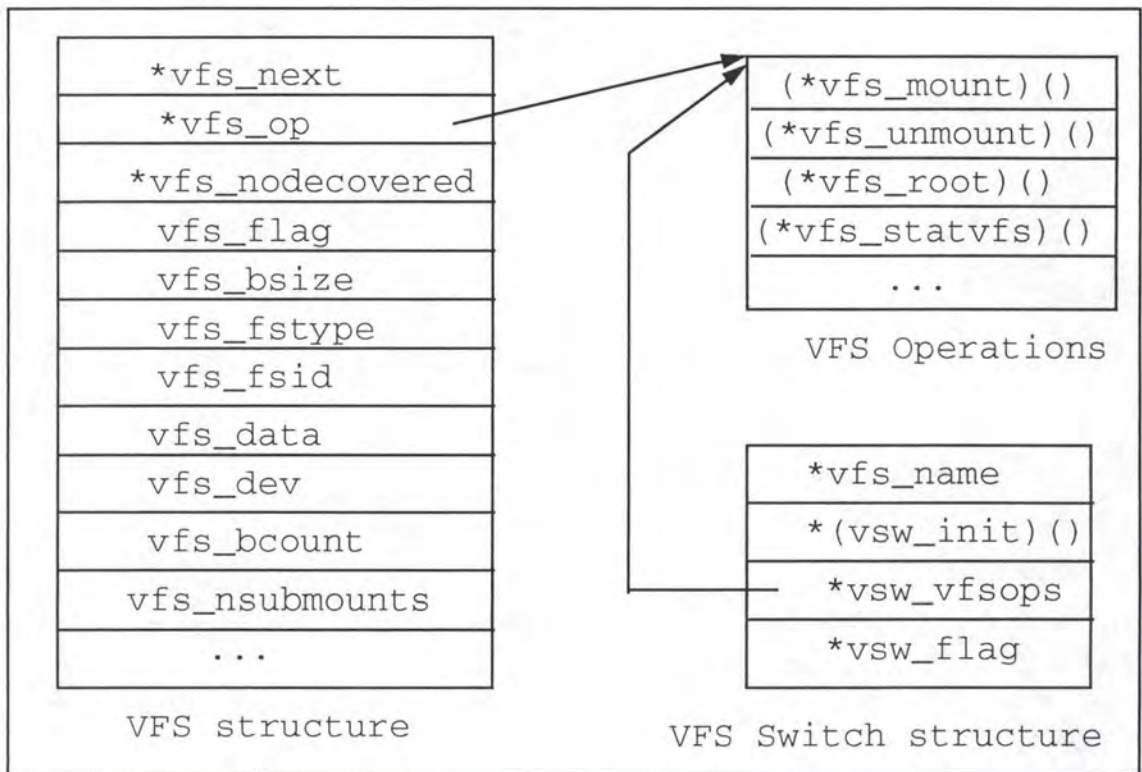 *vfs_next
*vfs_op
*vfs_nodecovered
vfs_flag
vfs_bsize
vfs_fstype
vfs_fsid
vfs_data
vfs_dev
vfs_bcount
vfs_nsubmounts
...
VFS structure
(*vfs_mount)()
(*vfs_unmount)()
(*vfs_root)()
(*vfs_statvfs)()
...
VFS Operations
*vfs_name
*(vsw_init)()
*vsw_vfsops
*vsw_flag
VFS Switch structure